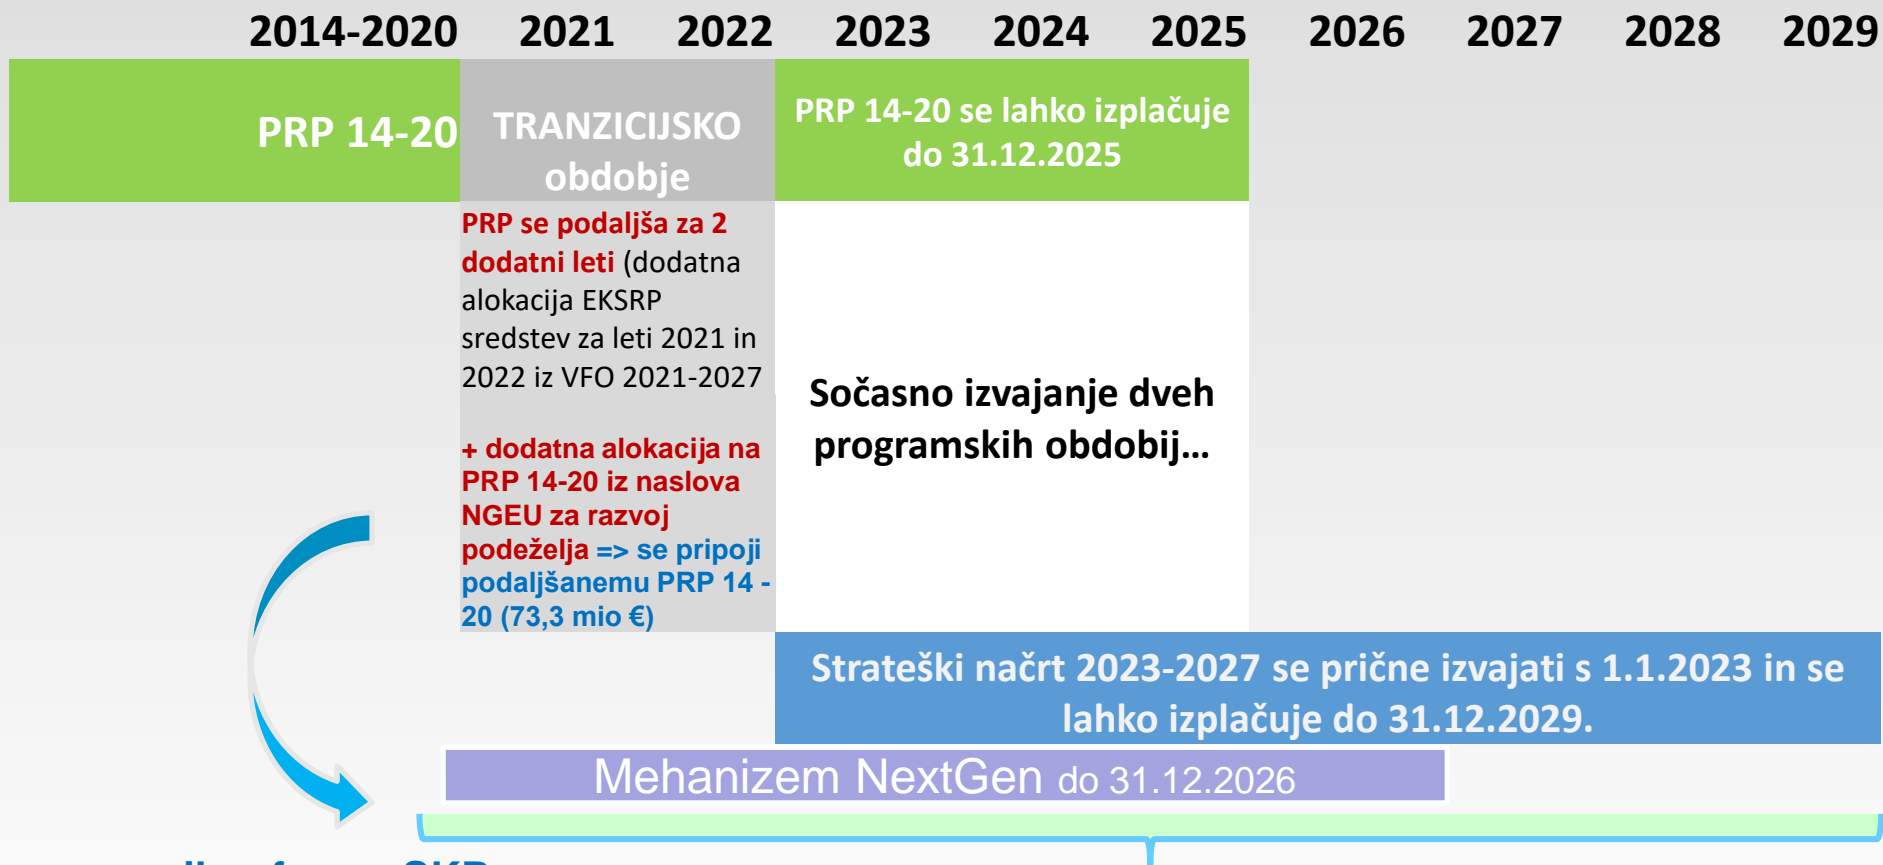 2014-2020 2021 2022 2023 2024 2025 2026 2027 2028 2029
PRP 14-20
TRANZICIJSKO
obdobje
PRP 14-20 se lahko izplačuje
do 31.12.2025
PRP se podaljša za 2
dodatni leti (dodatna
alokacija EKSRP
sredstev za leti 2021 in
2022 iz VFO 2021-2027
+ dodatna alokacija na
PRP 14-20 iz naslova
NGEU za razvoj
podeželja => se pripoji
podaljšanemu PRP 14 -
20 (73,3 mio €)
Sočasno izvajanje dveh
programskih obdobij…
Strateški načrt 2023-2027 se prične izvajati s 1.1.2023 in se
lahko izplačuje do 31.12.2029.
Mehanizem NextGen do 31.12.2026